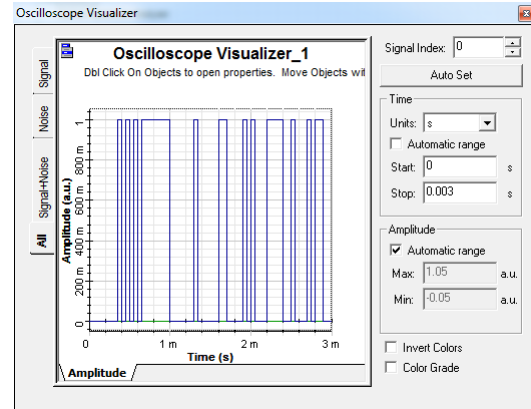 Oscilloscope Visualizer
Signal
Noise
Signal+Noise
All
Oscilloscope Visualizer_1
Dbl Click On Objects to open properties. Move Objects wit
Amplitude (a.u.)
1
800 m
600 m
400 m
200 m
0
0
1 m
2 m
3 m
Time (s)
Amplitude
Signal Index: 0
Auto Set
Time
Units: s
Automatic range
Start: 0 s
Stop: 0.003 s
Amplitude
Automatic range
Max: 1.05 a.u.
Min: -0.05 a.u.
Invert Colors
Color Grade